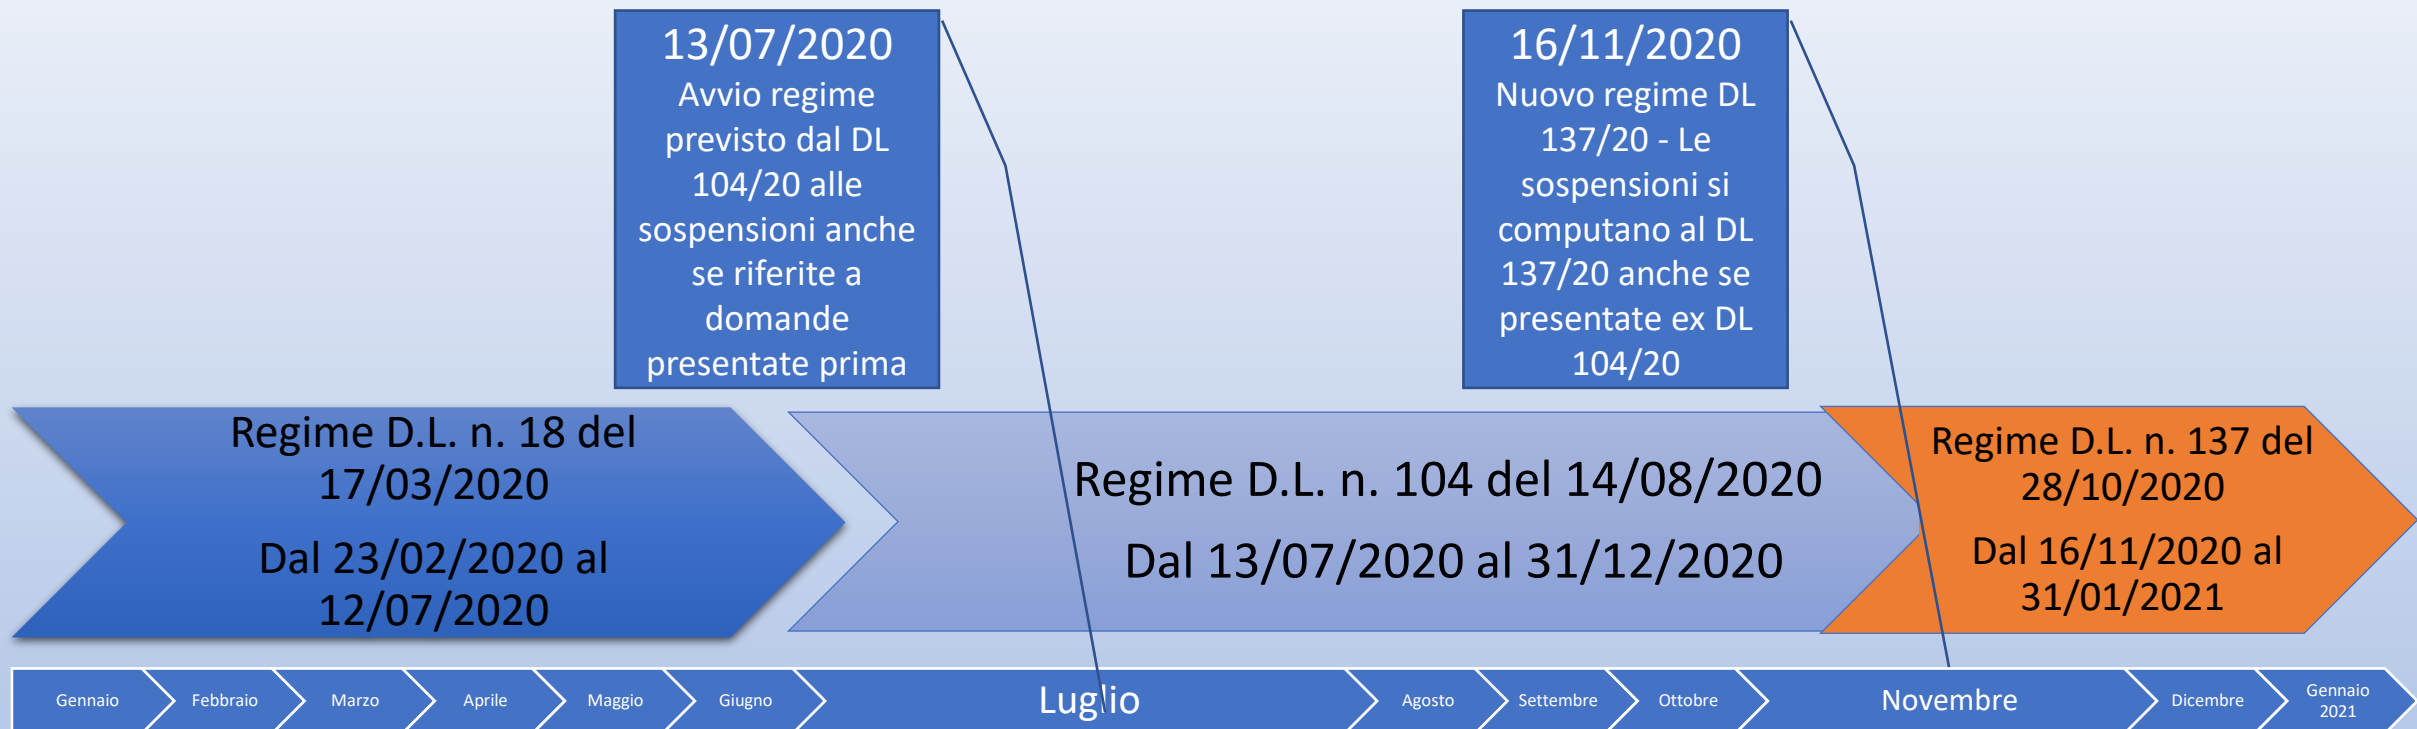 13/07/2020
Avvio regime
previsto dal DL
104/20 alle
sospensioni anche
se riferite a
domande
presentate prima
16/11/2020
Nuovo regime DL
137/20 - Le
sospensioni si
computano al DL
137/20 anche se
presentate ex DL
104/20
Regime D.L. n. 18 del
17/03/2020
Dal 23/02/2020 al
12/07/2020
Regime D.L. n. 104 del 14/08/2020
Dal 13/07/2020 al 31/12/2020
Regime D.L. n. 137 del
28/10/2020
Dal 16/11/2020 al
31/01/2021
Gennaio
Febbraio
Marzo
Aprile
Maggio
Giugno
Luglio
Agosto
Settembre
Ottobre
Novembre
Dicembre
Gennaio
2021